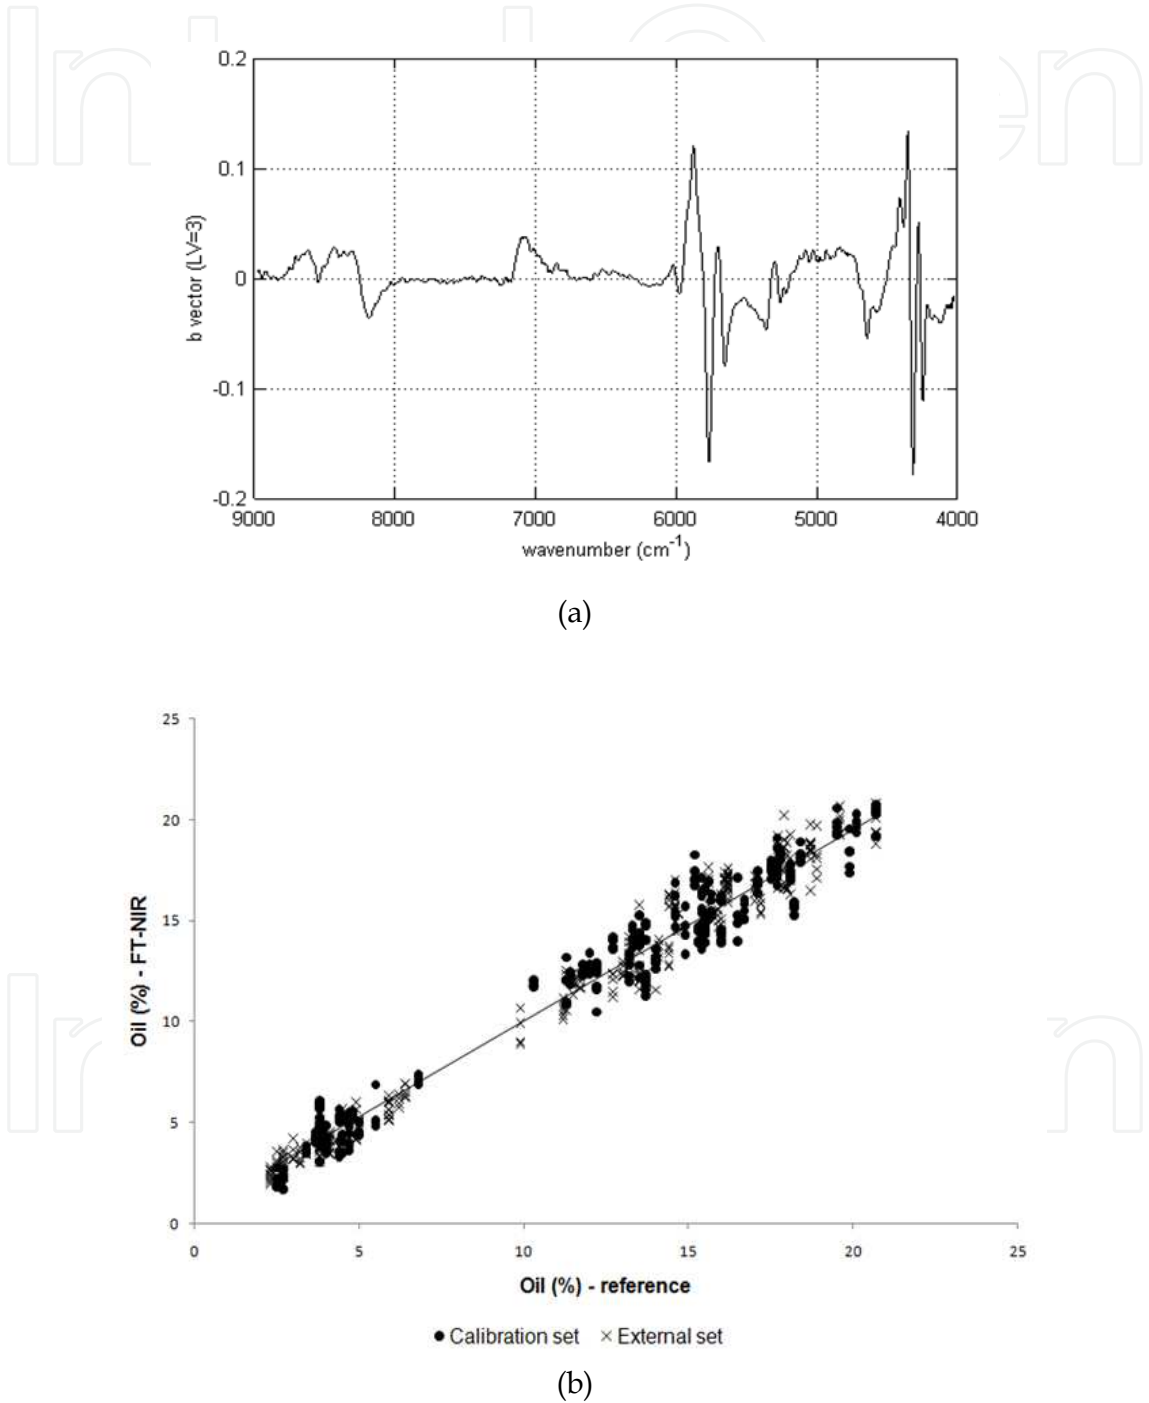 0.2
0.1
0
-0.1
-0.2
b vector (LV=3)
9000 8000 7000 6000 5000 4000
wavenumber (cm-1)
(a)
25
20
15
10
5
0
Oil (%) - FT-NIR
0 5 10 15 20 25
Oil (%) - reference
● Calibration set × External set
(b)